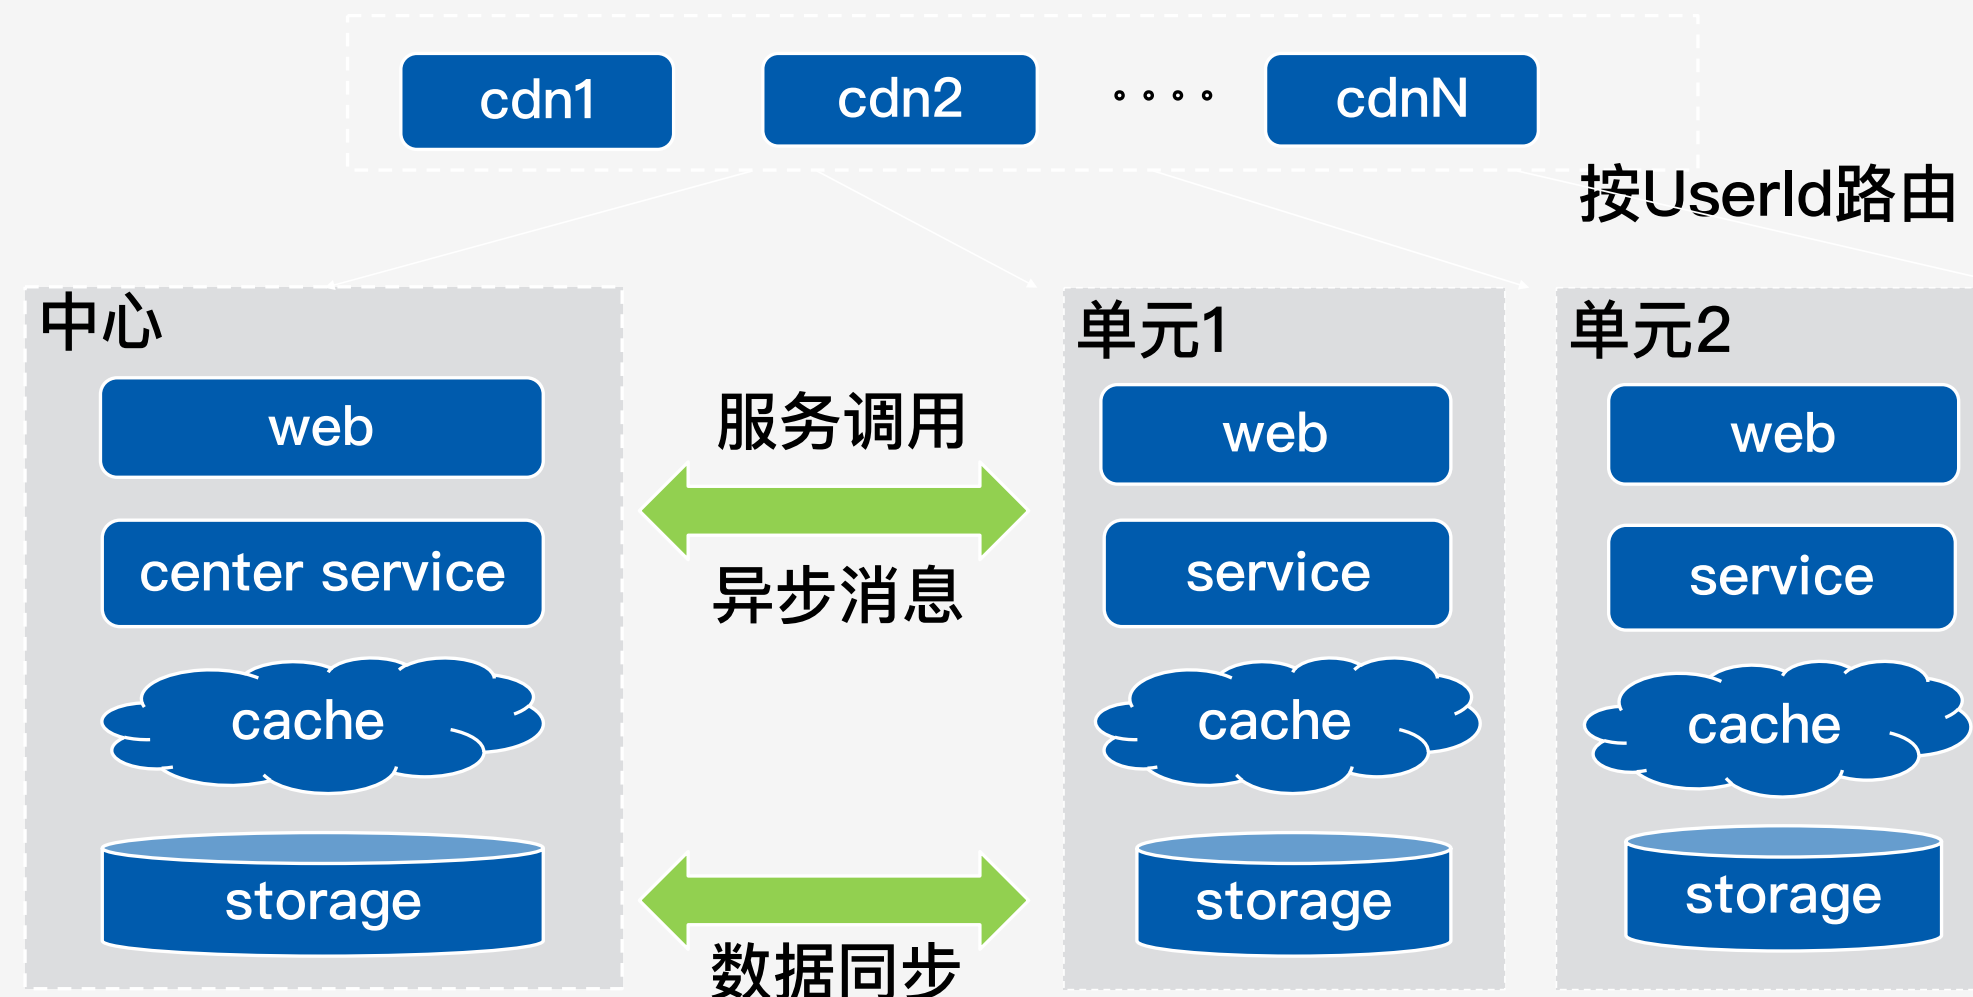 cdn1
cdn2
cdnN
按UserId路由
中心
web
center service
cache
storage
服务调用
异步消息
数据同步
单元1
web
service
cache
storage
单元2
web
service
cache
storage